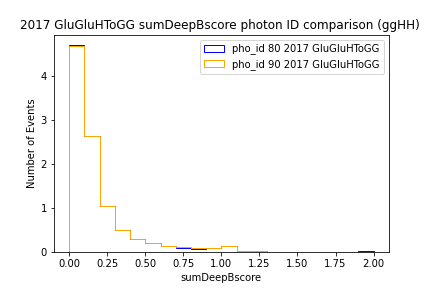 2017 GluGluHToGG sumDeepBscore photon ID comparison (ggHH)
pho_id 80 2017 GluGluHToGG
pho_id 90 2017 GluGluHToGG
Number of Events
4
3
2
1
0
0.00 0.25 0.50 0.75 1.00 1.25 1.50 1.75 2.00
sumDeepBscore